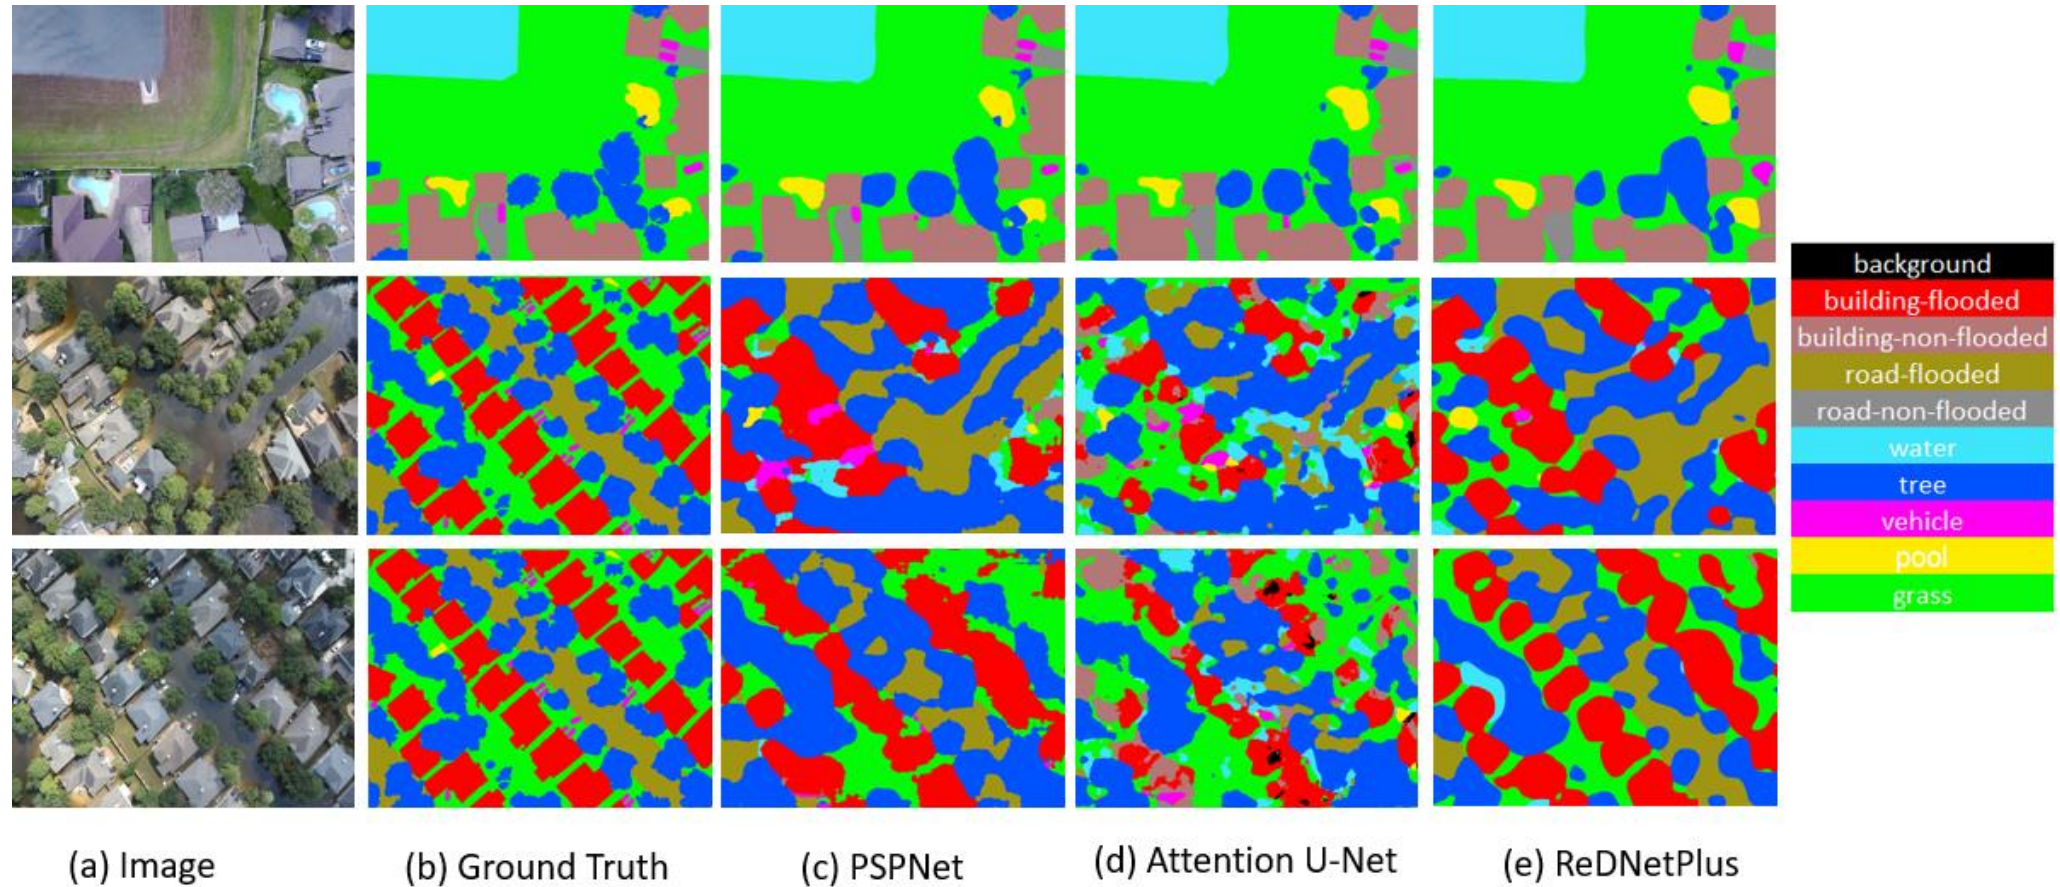 background
building-flooded
building-non-flooded
road-flooded
road-non-flooded
water
tree
vehicle
pool
grass
(a) Image
(b) Ground Truth
(c) PSPNet
(d) Attention U-Net
(e) ReDNetPlus